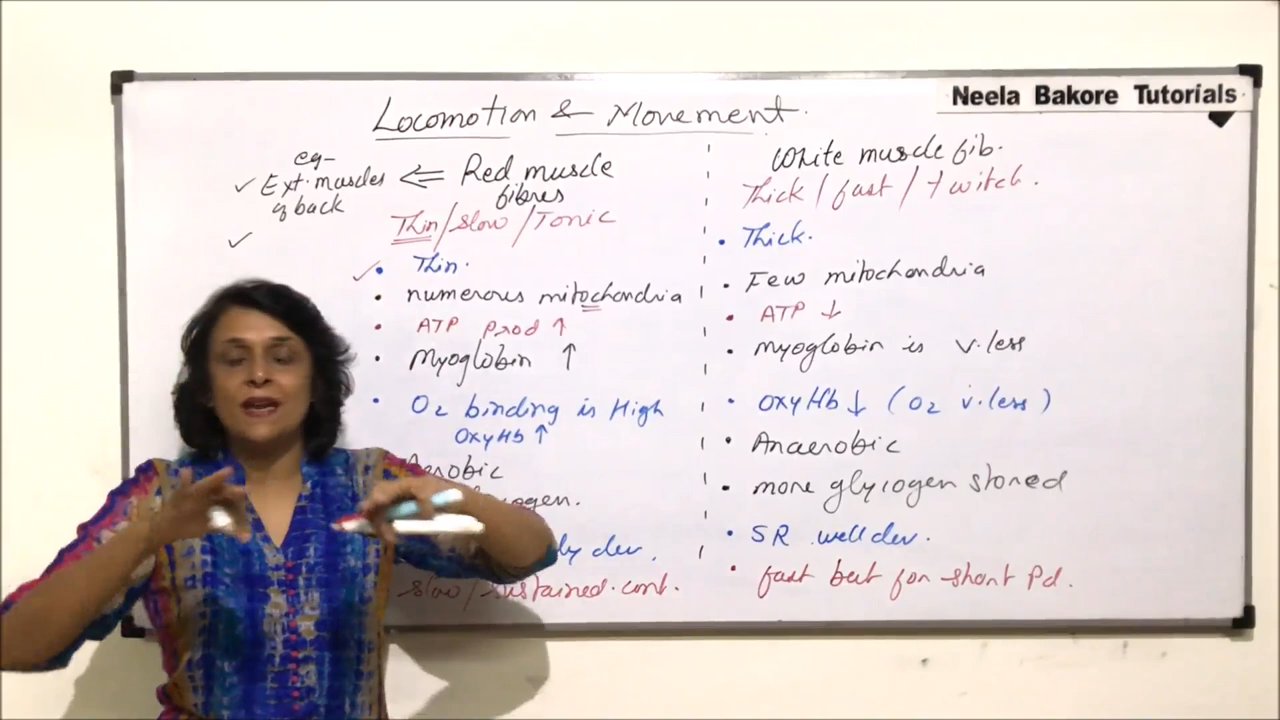 Neela Bakore Tutorials
Locomotion & Movement.
eg-
Ext. muscles
of back
⇐ Red muscle
fibres
Thin/Slow/Tonic
• Thin.
• numerous mitochondria
• ATP prod ↑
• Myoglobin ↑
• O2 binding is High
OxyHb ↑
Aerobic
dev.
slow/sustained. cont.
White muscle fib.
Thick / fast / twitch.
• Thick.
• Few mitochondria
• ATP ↓
• myoglobin is v. less
• OxyHb ↓ (O2 v. less)
• Anaerobic
• more glycogen stored
• SR well dev.
• fast but for short Pd.